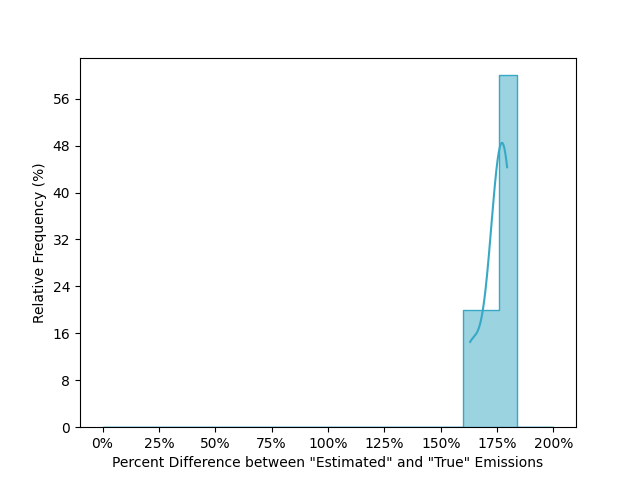 56
48
40
32
24
16
8
0
Relative Frequency (%)
0% 25% 50% 75% 100% 125% 150% 175% 200%
Percent Difference between "Estimated" and "True" Emissions